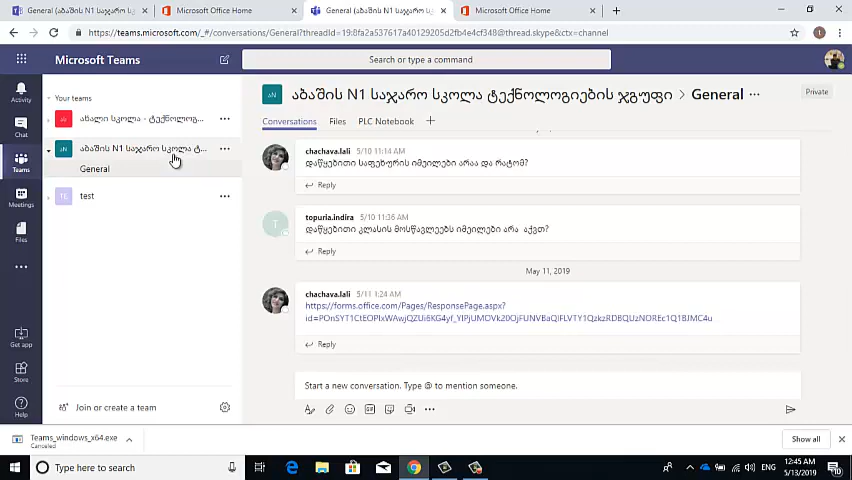 General (აბაშის N1 საჯარო ს
Microsoft Office Home
General (აბაშის N1 საჯარო სკ
Microsoft Office Home
https://teams.microsoft.com/_#/conversations/General?threadId=19:8fa2a537617a40129205d2fb4e4cf348@thread.skype&ctx=channel
Microsoft Teams
Search or type a command
Activity
Chat
Teams
Meetings
Files
Get app
Store
Help
Your teams
ახალი სკოლა - ტექნოლოგ...
აბაშის N1 საჯარო სკოლა ტ...
General
TE
test
Join or create a team
აბაშის N1 საჯარო სკოლა ტექნოლოგიების ჯგუფი > General
Private
Conversations
Files
PLC Notebook
chachava.lali 5/10 11:14 AM
დაწყებითი საფეხურის იმეილები არაა და რატომ?
Reply
T
topuria.indira 5/10 11:36 AM
დაწყებითი კლასის მოსწავლეებს იმეილები არა აქვთ?
Reply
May 11, 2019
chachava.lali 5/11 1:24 AM
https://forms.office.com/Pages/ResponsePage.aspx?
Reply
Start a new conversation. Type @ to mention someone.
Teams_windows_x64.exe
Canceled
Show all
Type here to search
ENG
12:45 AM
5/13/2019
10